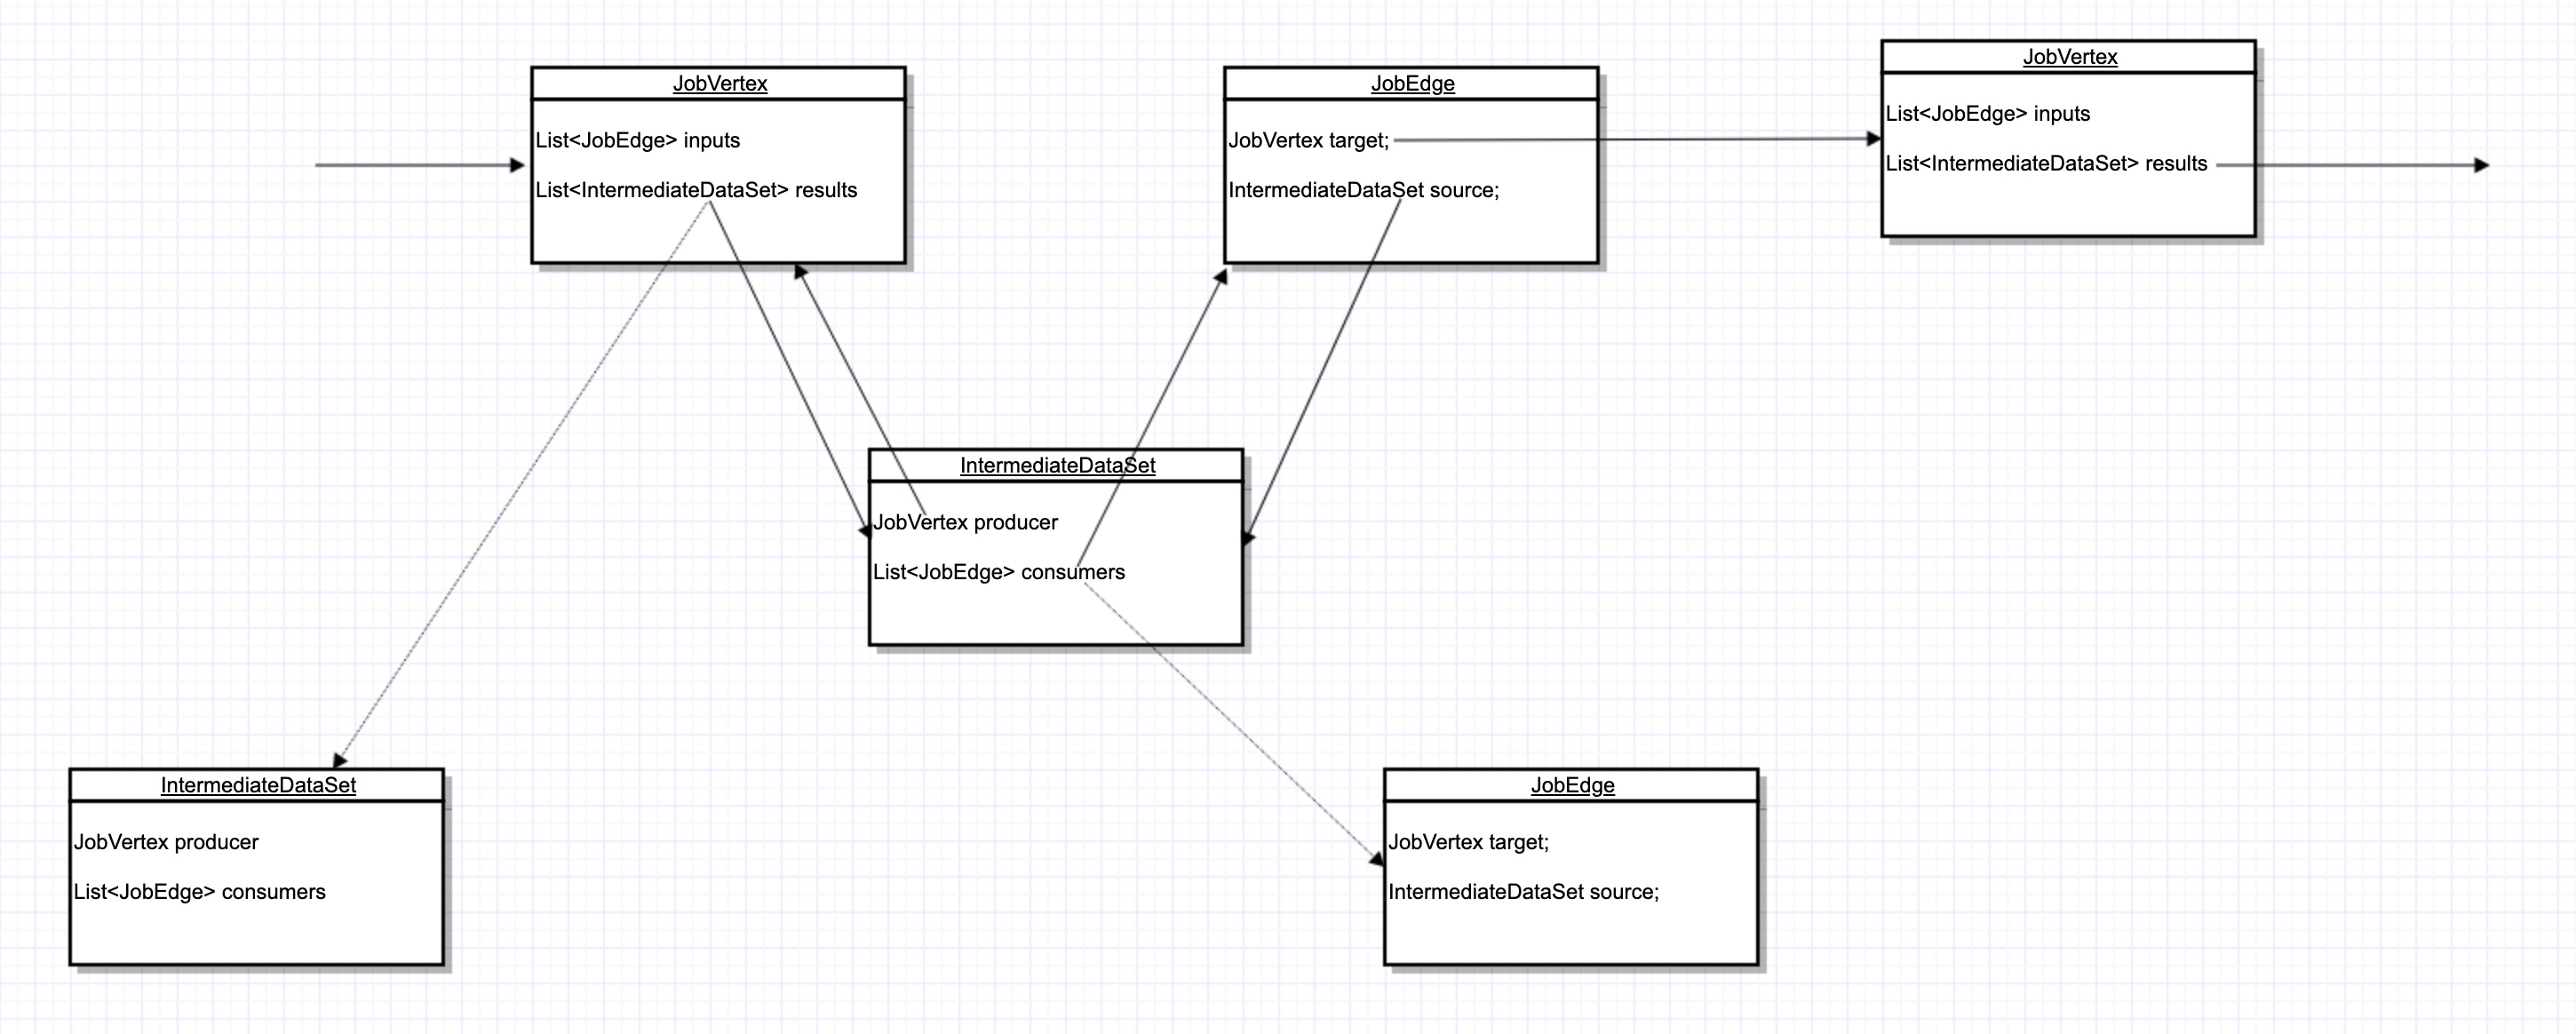 JobVertex
List<JobEdge> inputs
List<IntermediateDataSet> results
JobEdge
JobVertex target;
IntermediateDataSet source;
JobVertex
List<JobEdge> inputs
List<IntermediateDataSet> results
IntermediateDataSet
JobVertex producer
List<JobEdge> consumers
IntermediateDataSet
JobVertex producer
List<JobEdge> consumers
JobEdge
JobVertex target;
IntermediateDataSet source;